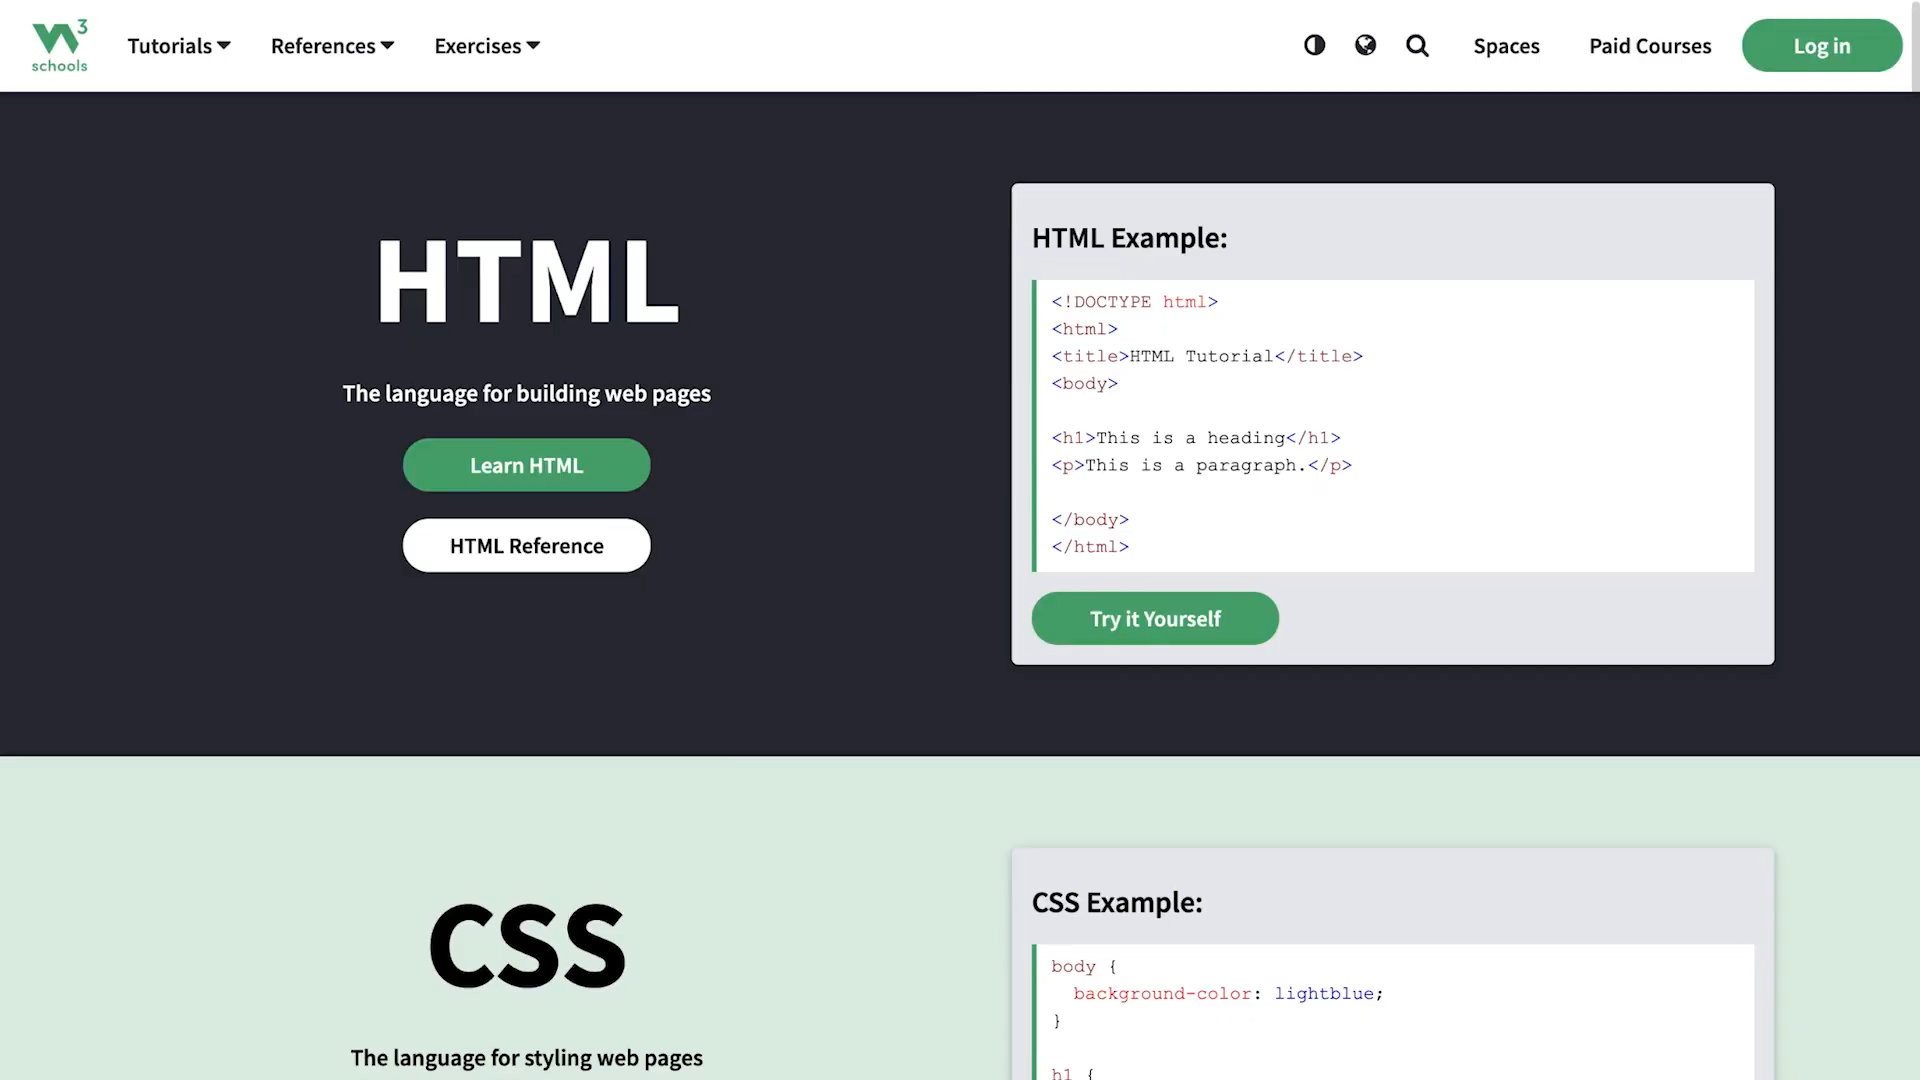 3
schools
Tutorials
References
Exercises
Spaces
Paid Courses
Log in
HTML
The language for building web pages
Learn HTML
HTML Reference
HTML Example:
<!DOCTYPE html>
<html>
<title>HTML Tutorial</title>
<body>
<h1>This is a heading</h1>
<p>This is a paragraph.</p>
</body>
</html>
Try it Yourself
CSS
The language for styling web pages
CSS Example:
body {
background-color: lightblue;
}
h1 {